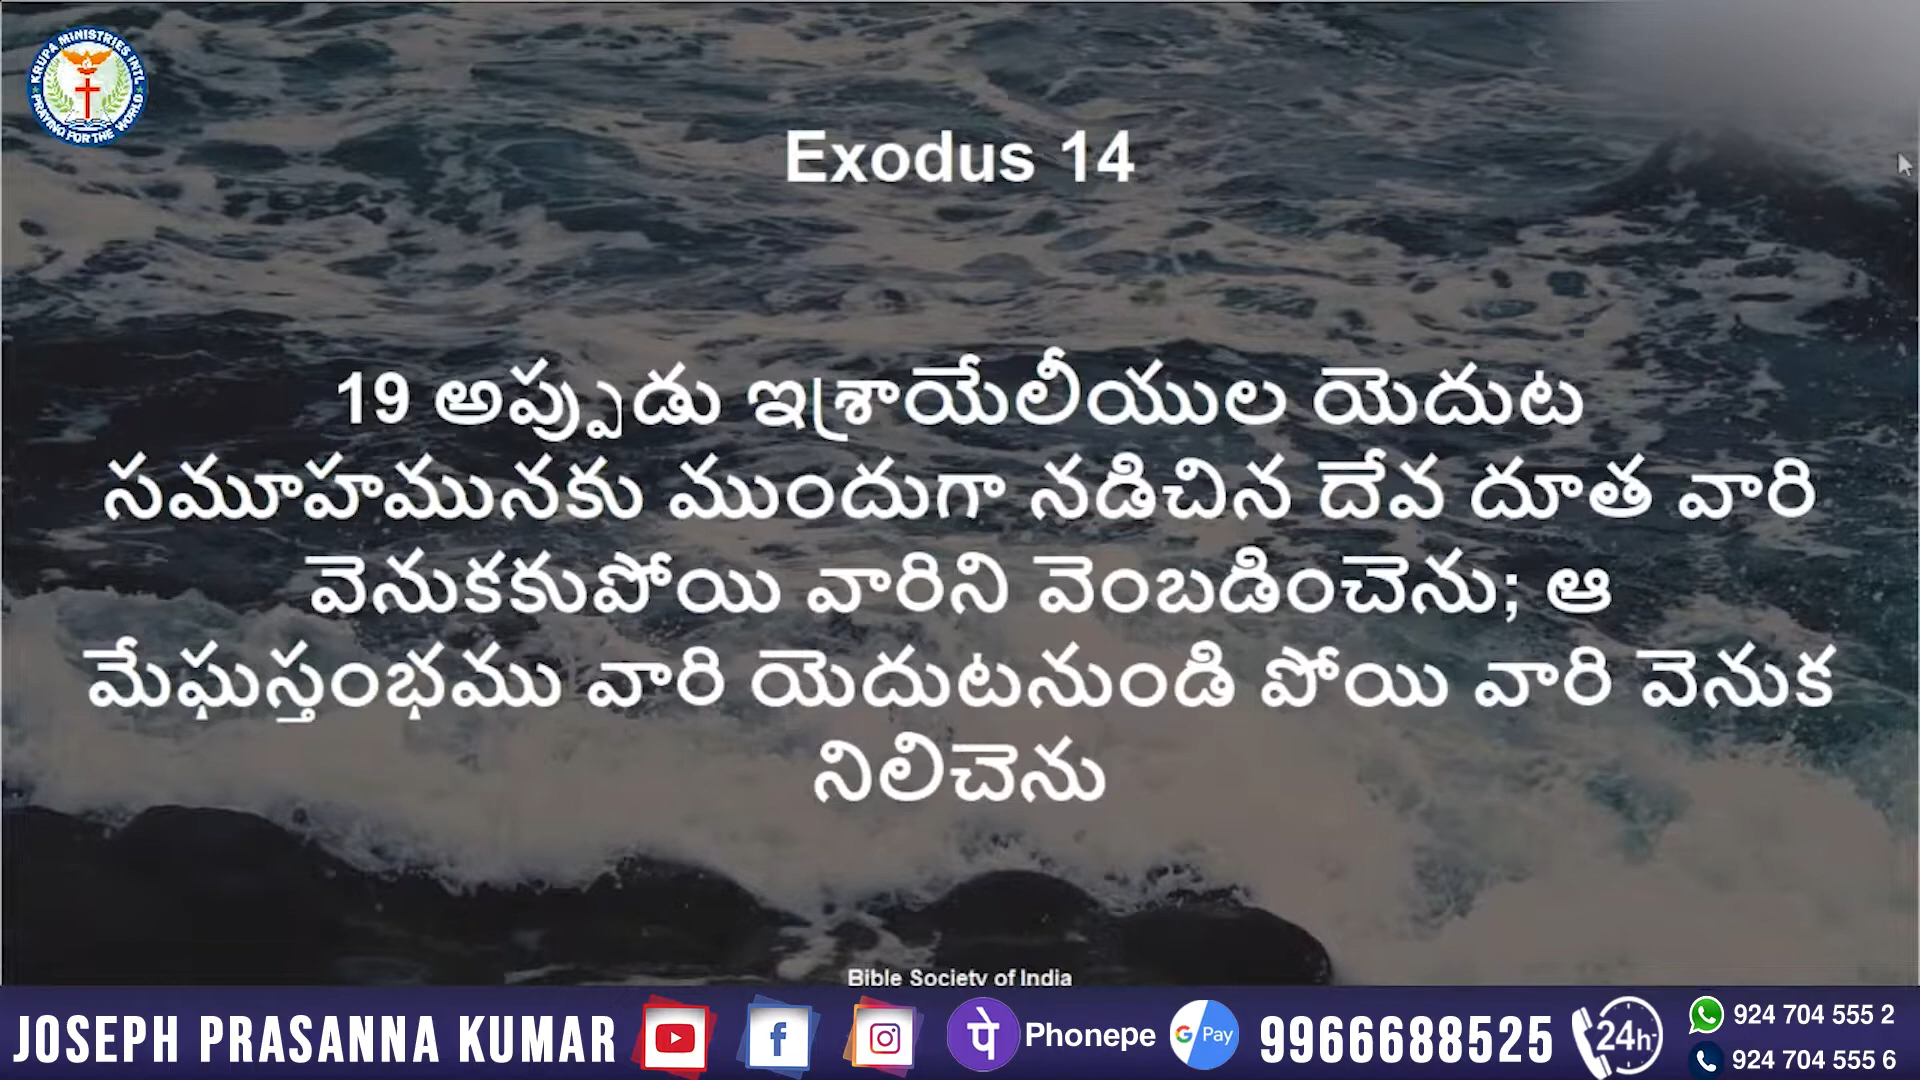 KRUPA MINISTRIES INTL
PRAYING FOR THE WORLD
Exodus 14
19 అప్పుడు ఇశ్రాయేలీయుల యెదుట
సమూహమునకు ముందుగా నడిచిన దేవ దూత వారి
వెనుకకుపోయి వారిని వెంబడించెను; ఆ
మేఘస్తంభము వారి యెదుటనుండి పోయి వారి వెనుక
నిలిచెను
Bible Society of India
JOSEPH PRASANNA KUMAR
पे Phonepe
G Pay
9966688525
24h
924 704 555 2
924 704 555 6